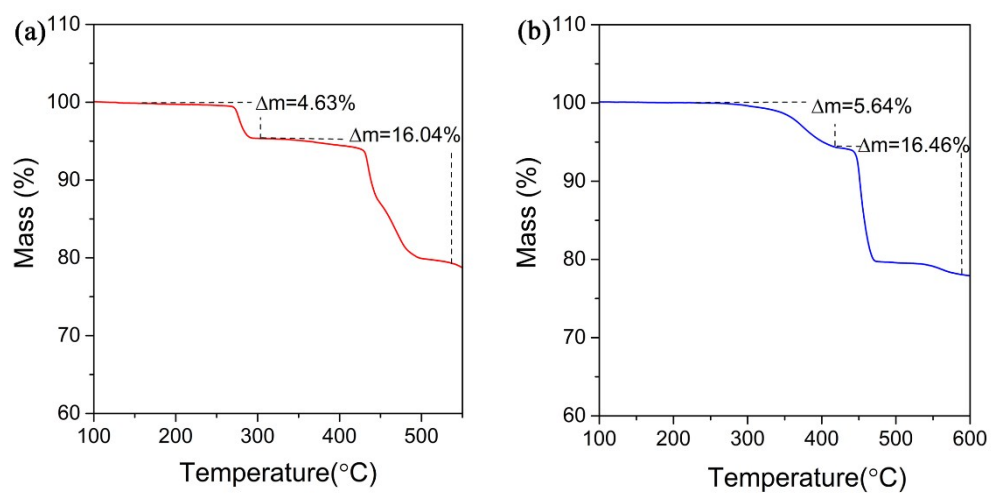 (a)
110
100
90
80
70
60
Mass (%)
Δm=4.63%
Δm=16.04%
100 200 300 400 500
Temperature(°C)
(b)
110
100
90
80
70
60
Mass (%)
Δm=5.64%
Δm=16.46%
100 200 300 400 500 600
Temperature(°C)